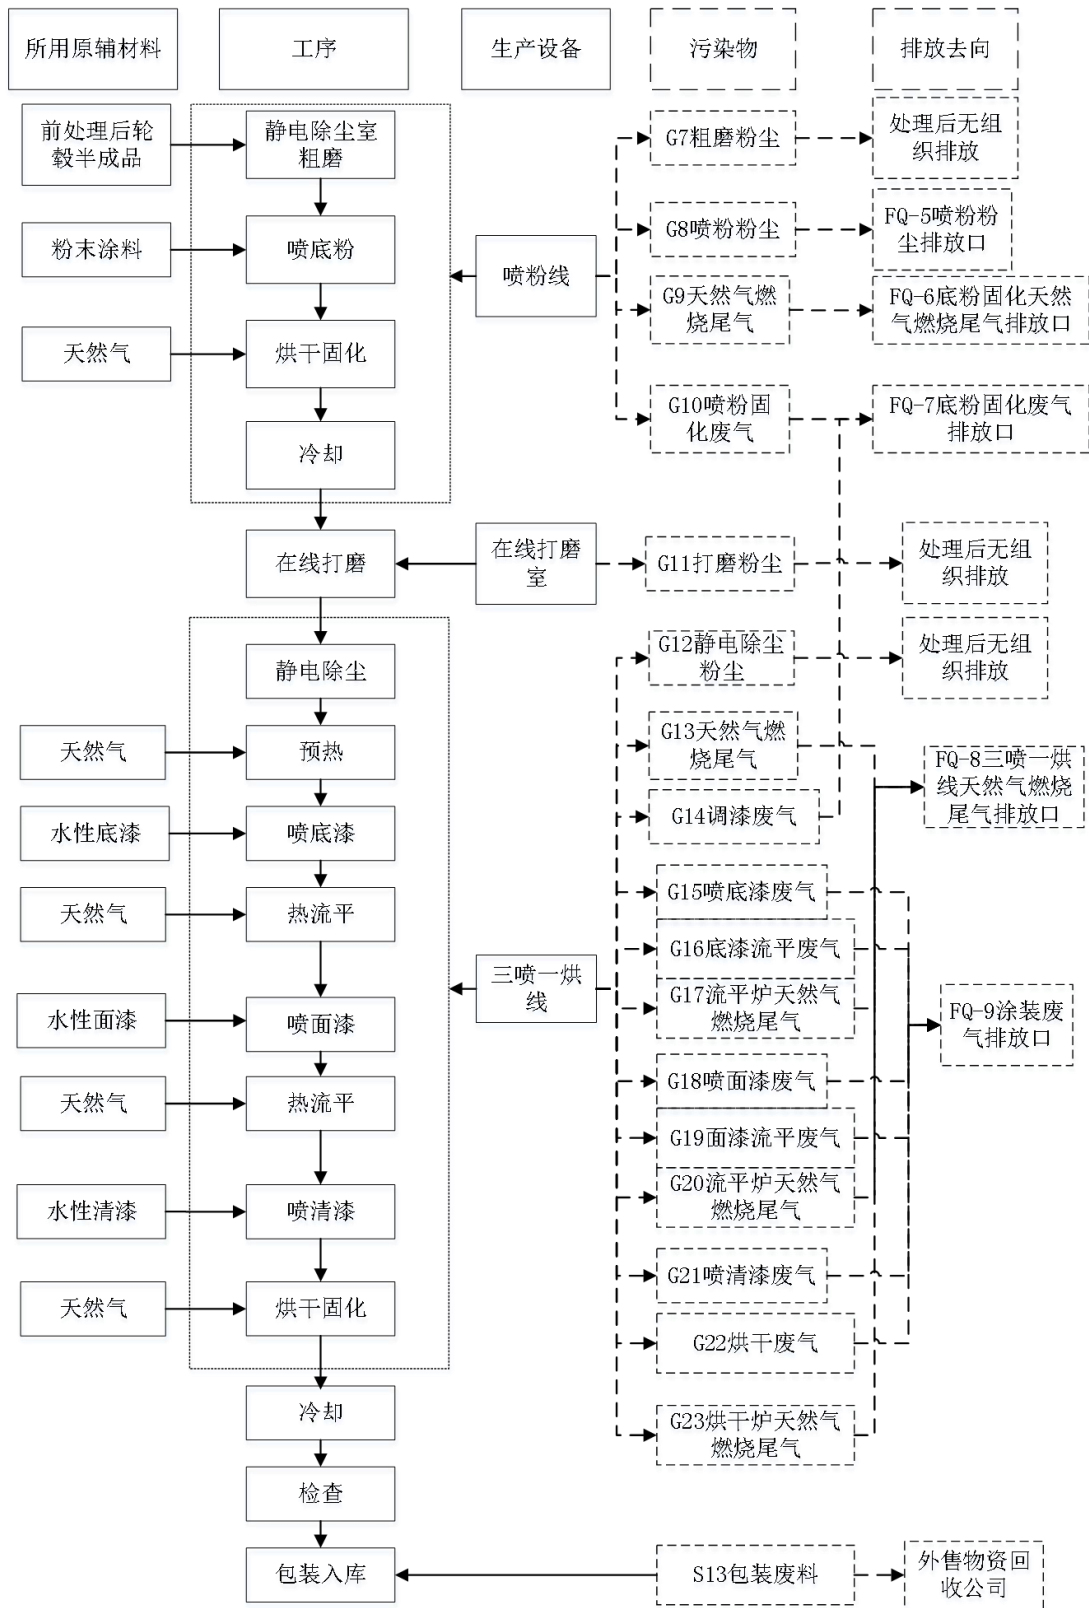 所用原辅材料
工序
生产设备
污染物
排放去向
前处理后轮
毂半成品
静电除尘室
粗磨
G7粗磨粉尘
处理后无组
织排放
粉末涂料
喷底粉
喷粉线
G8喷粉粉尘
FQ-5喷粉粉
尘排放口
G9天然气燃
烧尾气
FQ-6底粉固化天然
气燃烧尾气排放口
天然气
烘干固化
G10喷粉固
化废气
FQ-7底粉固化废气
排放口
冷却
在线打磨
在线打磨
室
G11打磨粉尘
处理后无组
织排放
静电除尘
G12静电除尘
粉尘
处理后无组
织排放
天然气
预热
G13天然气燃
烧尾气
FQ-8三喷一烘
线天然气燃烧
尾气排放口
水性底漆
喷底漆
G14调漆废气
天然气
热流平
G15喷底漆废气
G16底漆流平废气
三喷一烘
线
G17流平炉天然气
燃烧尾气
FQ-9涂装废
气排放口
水性面漆
喷面漆
G18喷面漆废气
天然气
热流平
G19面漆流平废气
G20流平炉天然气
燃烧尾气
水性清漆
喷清漆
G21喷清漆废气
天然气
烘干固化
G22烘干废气
冷却
G23烘干炉天然气
燃烧尾气
检查
包装入库
S13包装废料
外售物资回
收公司